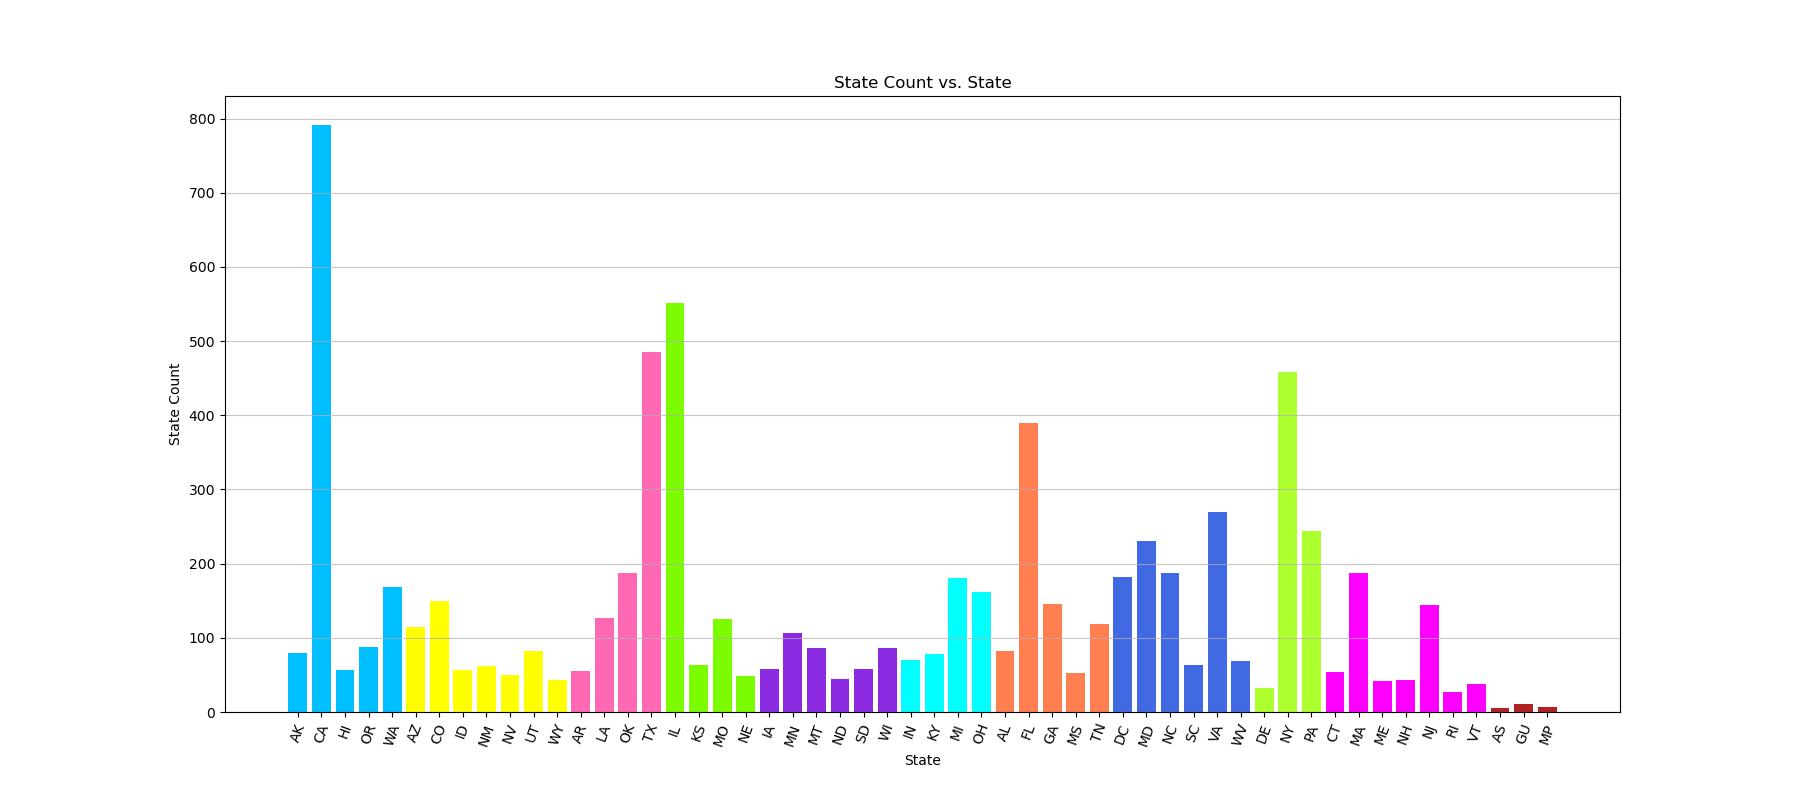 State Count vs. State
800
700
600
500
400
300
200
100
0
State Count
AK CA HI OR WA AZ CO ID NM NV UT WY AR LA OK TX IL KS MO NE IA MN MT ND SD WI IN KY MI OH AL FL GA MS TN DC MD NC SC VA WV DE NY PA CT MA ME NH NJ RI VT AS GU MP
State